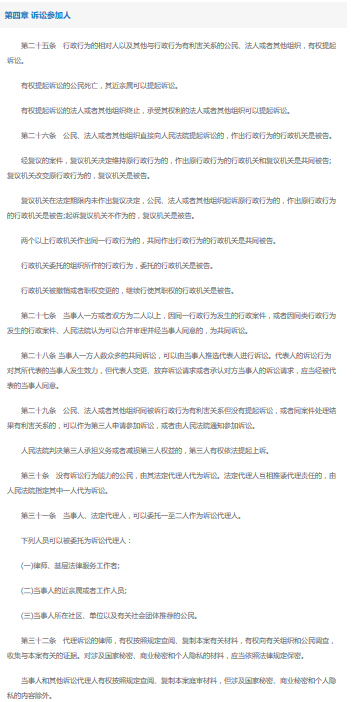 第四章 诉讼参加人
第二十五条　行政行为的相对人以及其他与行政行为有利害关系的公民、法人或者其他组织，有权提起
诉讼。
有权提起诉讼的公民死亡，其近亲属可以提起诉讼。
有权提起诉讼的法人或者其他组织终止，承受其权利的法人或者其他组织可以提起诉讼。
第二十六条　公民、法人或者其他组织直接向人民法院提起诉讼的，作出行政行为的行政机关是被告。
经复议的案件，复议机关决定维持原行政行为的，作出原行政行为的行政机关和复议机关是共同被告;
复议机关改变原行政行为的，复议机关是被告。
复议机关在法定期限内未作出复议决定，公民、法人或者其他组织起诉原行政行为的，作出原行政行为
的行政机关是被告;起诉复议机关不作为的，复议机关是被告。
两个以上行政机关作出同一行政行为的，共同作出行政行为的行政机关是共同被告。
行政机关委托的组织所作的行政行为，委托的行政机关是被告。
行政机关被撤销或者职权变更的，继续行使其职权的行政机关是被告。
第二十七条　当事人一方或者双方为二人以上，因同一行政行为发生的行政案件，或者因同类行政行为
发生的行政案件、人民法院认为可以合并审理并经当事人同意的，为共同诉讼。
第二十八条 当事人一方人数众多的共同诉讼，可以由当事人推选代表人进行诉讼。代表人的诉讼行为
对其所代表的当事人发生效力，但代表人变更、放弃诉讼请求或者承认对方当事人的诉讼请求，应当经被代
表的当事人同意。
第二十九条　公民、法人或者其他组织同被诉行政行为有利害关系但没有提起诉讼，或者同案件处理结
果有利害关系的，可以作为第三人申请参加诉讼，或者由人民法院通知参加诉讼。
人民法院判决第三人承担义务或者减损第三人权益的，第三人有权依法提起上诉。
第三十条　没有诉讼行为能力的公民，由其法定代理人代为诉讼。法定代理人互相推诿代理责任的，由
人民法院指定其中一人代为诉讼。
第三十一条　当事人、法定代理人，可以委托一至二人作为诉讼代理人。
下列人员可以被委托为诉讼代理人：
(一)律师、基层法律服务工作者;
(二)当事人的近亲属或者工作人员;
(三)当事人所在社区、单位以及有关社会团体推荐的公民。
第三十二条　代理诉讼的律师，有权按照规定查阅、复制本案有关材料，有权向有关组织和公民调查，
收集与本案有关的证据。对涉及国家秘密、商业秘密和个人隐私的材料，应当依照法律规定保密。
当事人和其他诉讼代理人有权按照规定查阅、复制本案庭审材料，但涉及国家秘密、商业秘密和个人隐
私的内容除外。